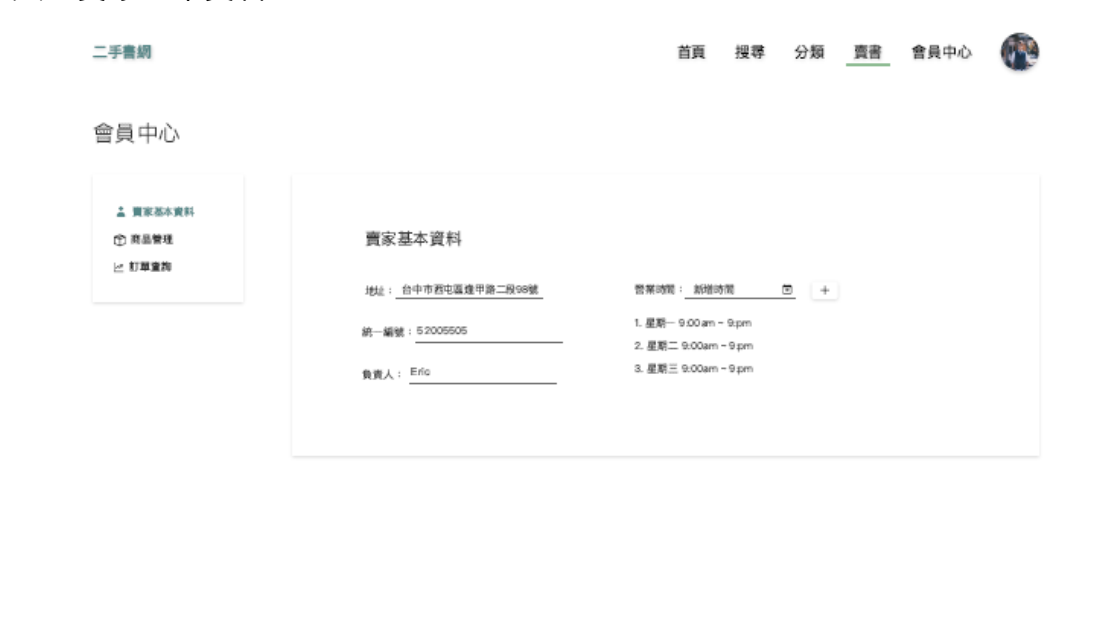 二手書網
首頁 搜尋 分類 賣書 會員中心
會員中心
賣家基本資料
商品管理
訂單查詢
賣家基本資料
地址: 台中市西屯區逢甲路二段98號
統一編號: 52005505
負責人: Eric
營業時間: 新增時間 +
1. 星期一 9:00am ~ 9:pm
2. 星期二 9:00am ~ 9:pm
3. 星期三 9:00am ~ 9:pm